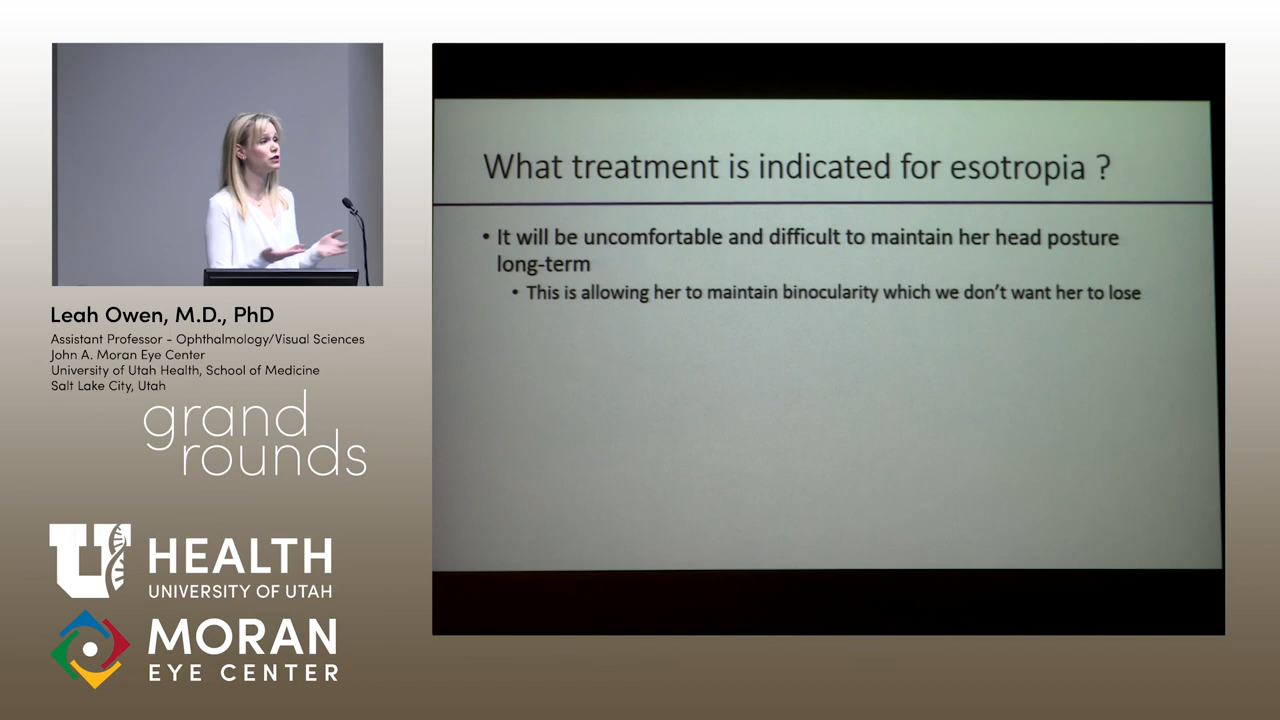 Leah Owen, M.D., PhD
Assistant Professor - Ophthalmology/Visual Sciences
John A. Moran Eye Center
University of Utah Health, School of Medicine
Salt Lake City, Utah
grand
rounds
U HEALTH
UNIVERSITY OF UTAH
MORAN
EYE CENTER
What treatment is indicated for esotropia ?
• It will be uncomfortable and difficult to maintain her head posture
long-term
• This is allowing her to maintain binocularity which we don't want her to lose